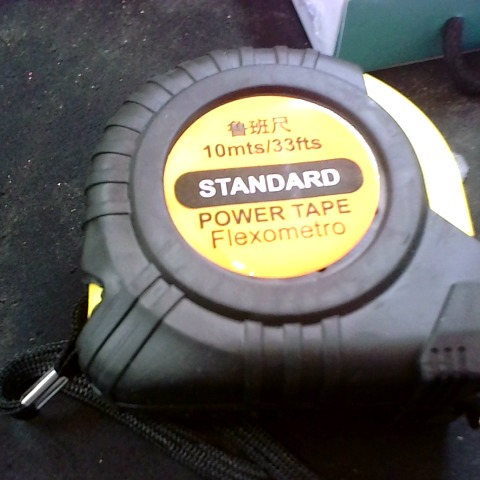 鲁班尺
10mts/33fts
STANDARD
POWER TAPE
Flexometro